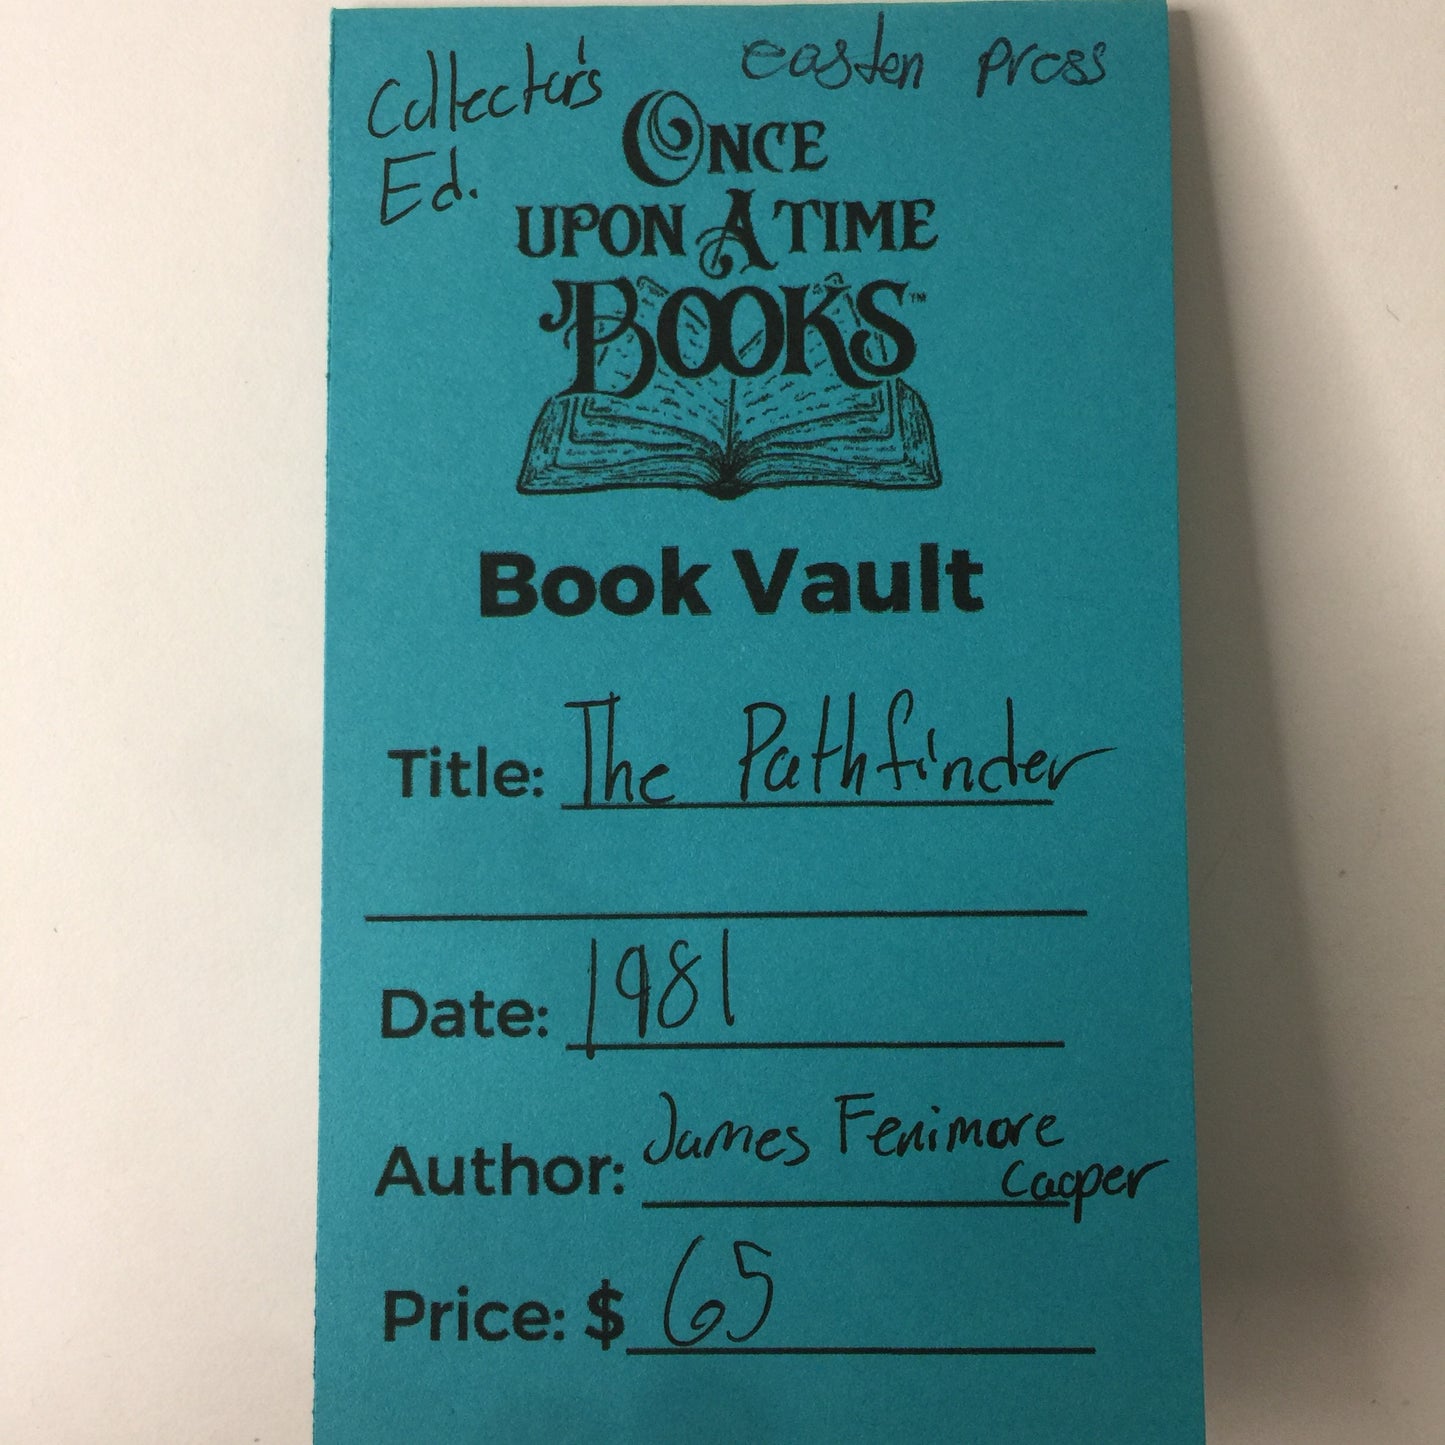 Collector's
Ed.
easten press
ONCE
UPON A TIME
BOOKS™
Book Vault
Title: The Pathfinder
Date: 1981
Author: James Fenimore
Cooper
Price: $ 65